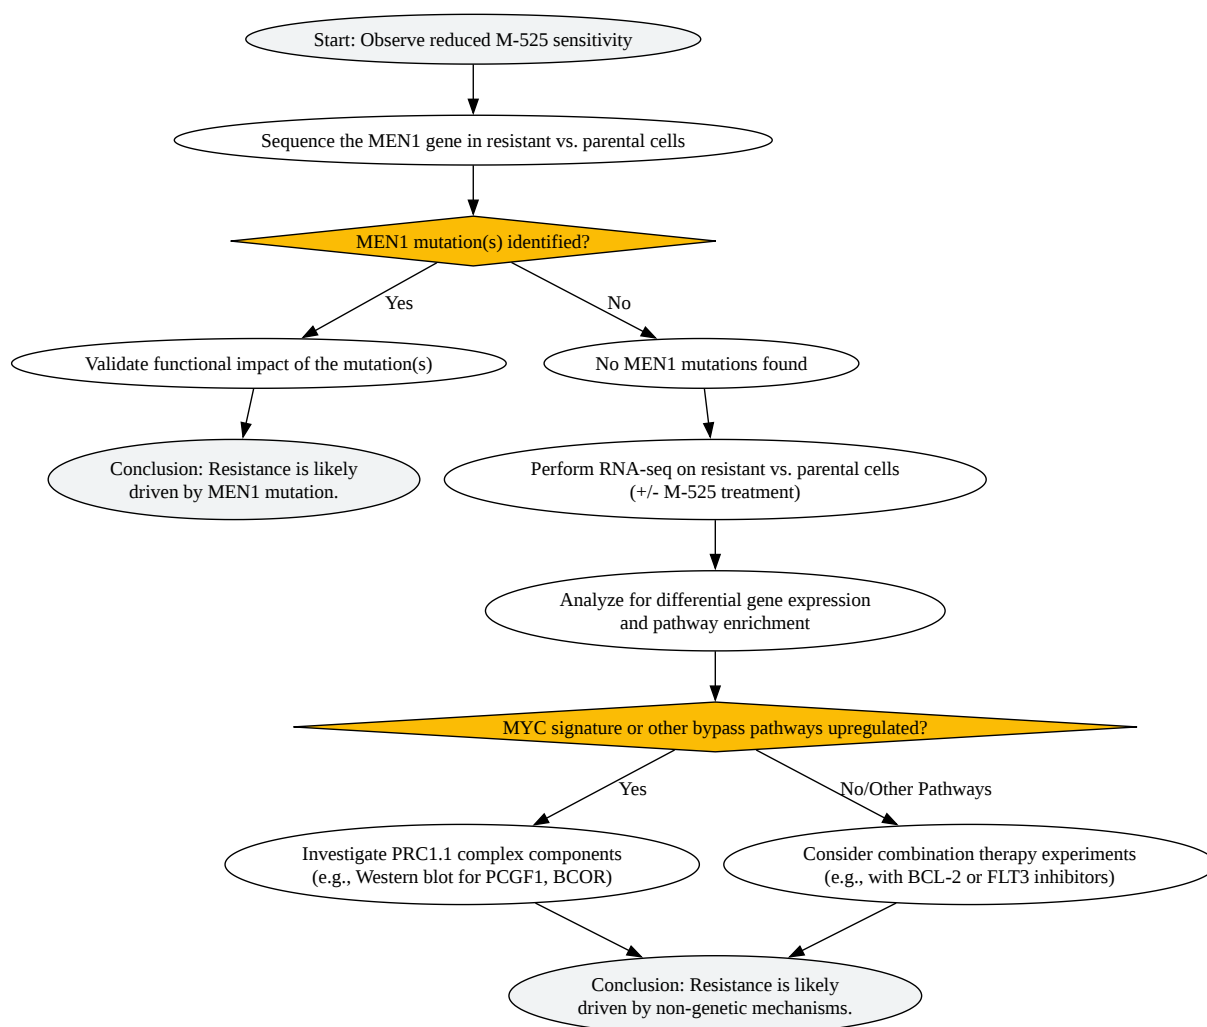 Start: Observe reduced M-525 sensitivity
Sequence the MEN1 gene in resistant vs. parental cells
MEN1 mutation(s) identified?
Yes
No
Validate functional impact of the mutation(s)
No MEN1 mutations found
Conclusion: Resistance is likely
driven by MEN1 mutation.
Perform RNA-seq on resistant vs. parental cells
(+/- M-525 treatment)
Analyze for differential gene expression
and pathway enrichment
MYC signature or other bypass pathways upregulated?
Yes
No/Other Pathways
Investigate PRC1.1 complex components
(e.g., Western blot for PCGF1, BCOR)
Consider combination therapy experiments
(e.g., with BCL-2 or FLT3 inhibitors)
Conclusion: Resistance is likely
driven by non-genetic mechanisms.